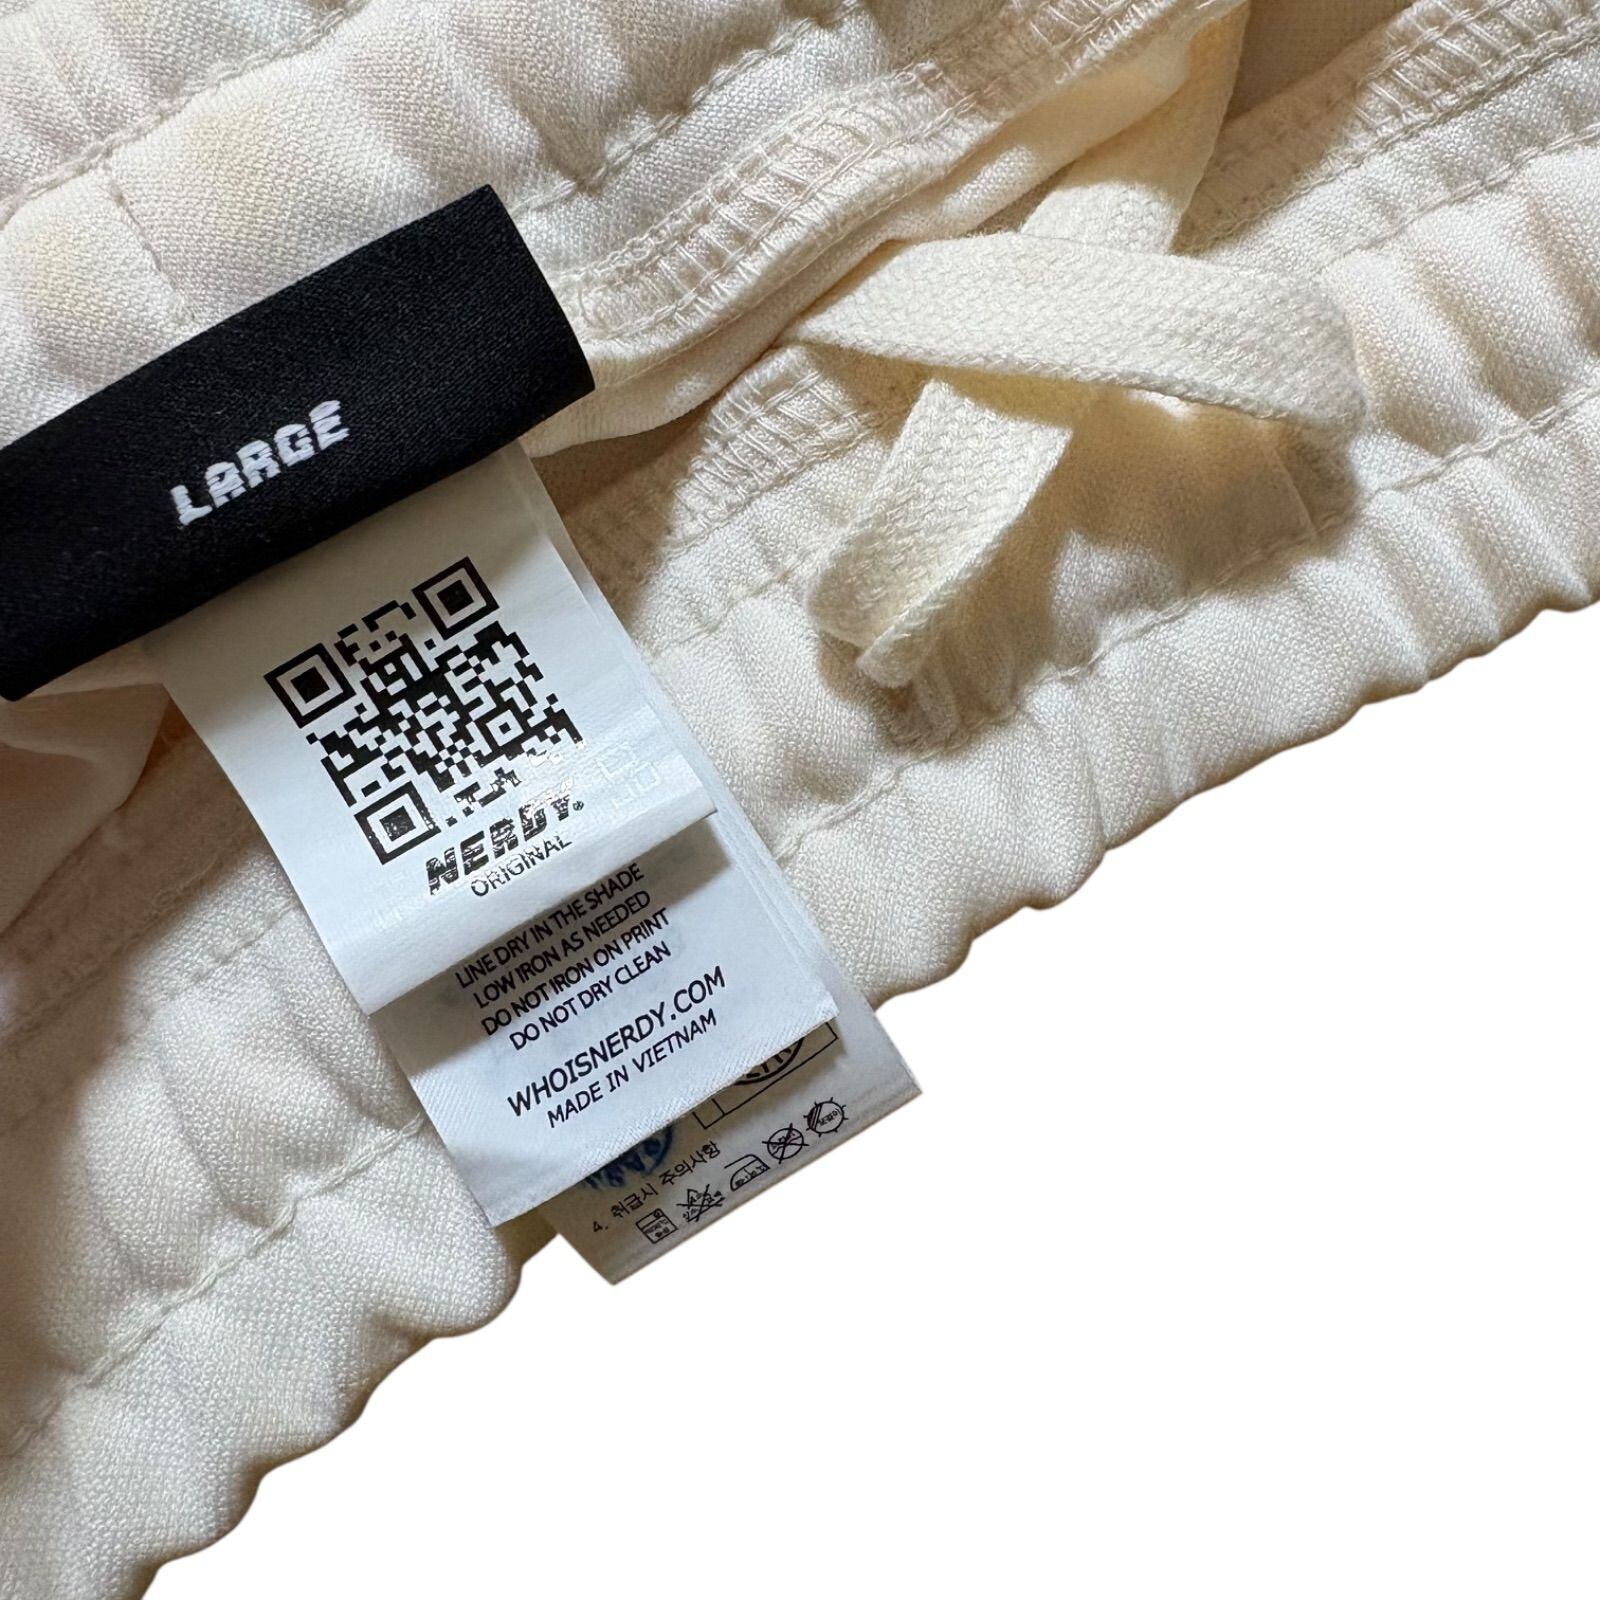 LARGE
NERDY®
ORIGINAL
LINE DRY IN THE SHADE
LOW IRON AS NEEDED
DO NOT IRON ON PRINT
DO NOT DRY CLEAN
WHOISNERDY.COM
MADE IN VIETNAM
4. 취급시 주의사항